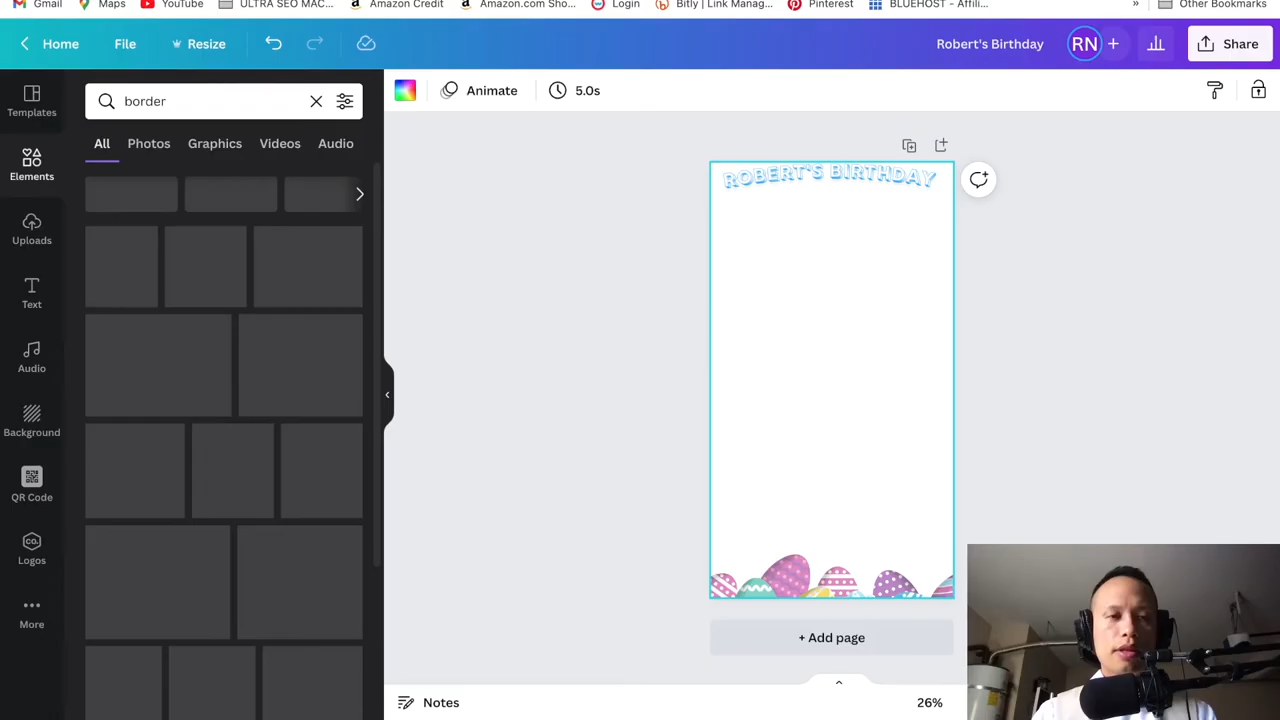 Gmail Maps YouTube ULTRA SEO MAC... Amazon Credit Amazon.com Sho... Login Bitly | Link Manag... Pinterest BLUEHOST - Affili... » Other Bookmarks
Home File Resize Robert's Birthday RN + Share
border
Animate 5.0s
Templates
All Photos Graphics Videos Audio
Elements
ROBERT'S BIRTHDAY
Uploads
Text
Audio
Background
QR Code
CO.
Logos
More
+ Add page
Notes 26%